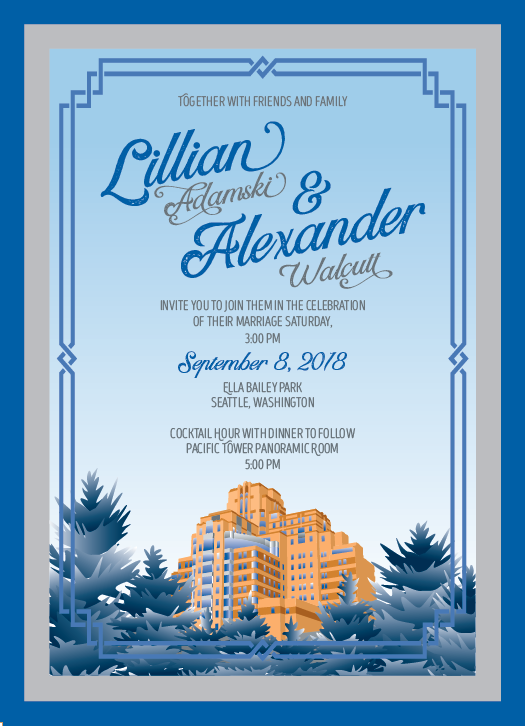 TOGETHER WITH FRIENDS AND FAMILY
Lillian
Adamski
&
Alexander
Walcutt
INVITE YOU TO JOIN THEM IN THE CELEBRATION
OF THEIR MARRIAGE SATURDAY,
3:00 PM
September 8, 2018
ELLA BAILEY PARK
SEATTLE, WASHINGTON
COCKTAIL HOUR WITH DINNER TO FOLLOW
PACIFIC TOWER PANORAMIC ROOM
5:00 PM